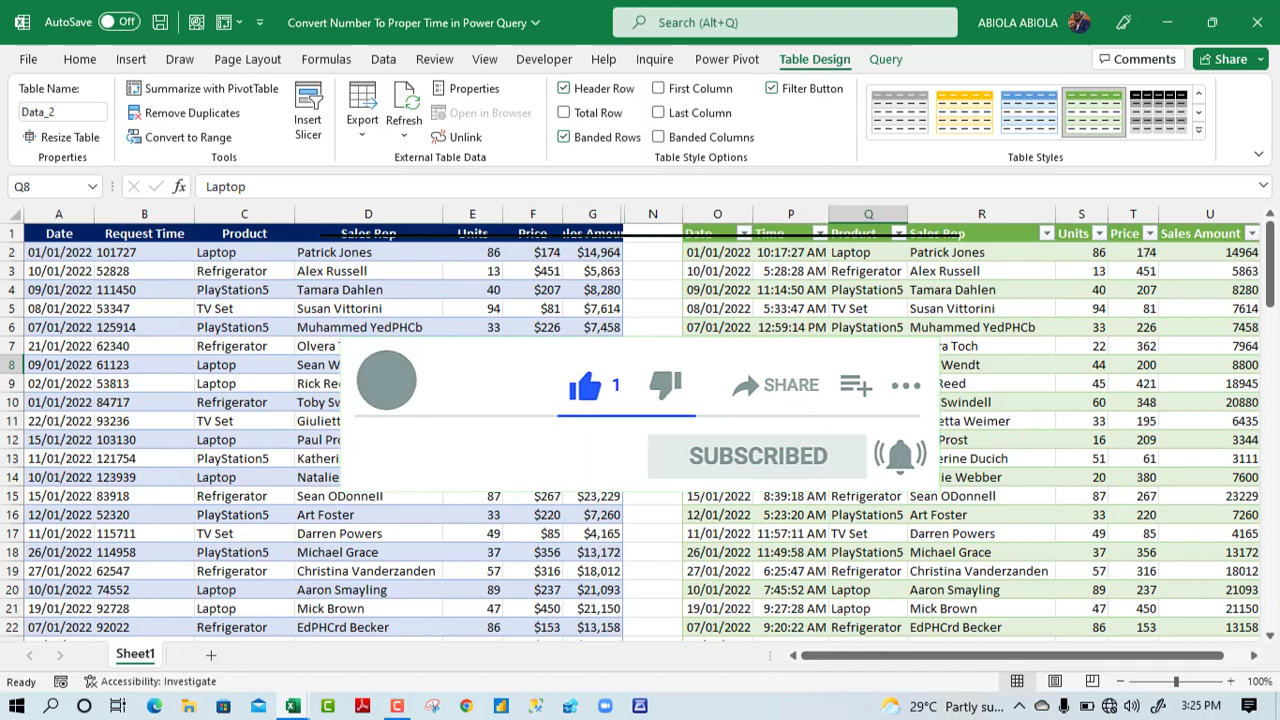 AutoSave Off Convert Number To Proper Time in Power Query Search (Alt+Q) ABIOLA ABIOLA
File Home Insert Draw Page Layout Formulas Data Review View Developer Help Inquire Power Pivot Table Design Query Comments Share
Table Name: Summarize with PivotTable Properties Header Row First Column Filter Button
Data_2 Remove Duplicates Insert Slicer Export Refresh Open in Browser Total Row Last Column
Resize Table Convert to Range Unlink Banded Rows Banded Columns
Properties Tools External Table Data Table Style Options Table Styles
Q8 fx Laptop
A B C D E F G N O P Q R S T U
1 Date Request Time Product Sales Rep Units Price Date Time Product Sales Rep Units Price Sales Amount
2 01/01/2022 101727 Laptop Patrick Jones 86 $174 $14,964 01/01/2022 10:17:27 AM Laptop Patrick Jones 86 174 14964
3 10/01/2022 52828 Refrigerator Alex Russell 13 $451 $5,863 10/01/2022 5:28:28 AM Refrigerator Alex Russell 13 451 5863
4 09/01/2022 111450 PlayStation5 Tamara Dahlen 40 $207 $8,280 09/01/2022 11:14:50 AM PlayStation5 Tamara Dahlen 40 207 8280
5 08/01/2022 53347 TV Set Susan Vittorini 94 $81 $7,614 08/01/2022 5:33:47 AM TV Set Susan Vittorini 94 81 7614
6 07/01/2022 125914 PlayStation5 Muhammed YedPHCb 33 $226 $7,458 07/01/2022 12:59:14 PM PlayStation5 Muhammed YedPHCb 33 226 7458
7 21/01/2022 62340 Refrigerator Olvera Toch 22 362 7964
8 09/01/2022 61123 Laptop Sean Wendt 44 200 8800
9 02/01/2022 53813 Laptop Rick Reed 45 421 18945
10 01/01/2022 84717 Refrigerator Toby Swindell 60 348 20880
11 22/01/2022 93236 Refrigerator Weimer 33 195 6435
12 15/01/2022 103130 Laptop Paul Prost 16 209 3344
13 11/01/2022 121754 PlayStation5 Ducich 51 61 3111
14 10/01/2022 123939 Laptop Webber 20 380 7600
15 15/01/2022 83918 Refrigerator Sean ODonnell 87 $267 $23,229 15/01/2022 8:39:18 AM Refrigerator Sean ODonnell 87 267 23229
16 12/01/2022 52320 PlayStation5 Art Foster 33 $220 $7,260 12/01/2022 5:23:20 AM PlayStation5 Art Foster 33 220 7260
17 11/01/2022 115711 TV Set Darren Powers 49 $85 $4,165 11/01/2022 11:57:11 AM TV Set Darren Powers 49 85 4165
18 26/01/2022 114958 PlayStation5 Michael Grace 37 $356 $13,172 26/01/2022 11:49:58 AM PlayStation5 Michael Grace 37 356 13172
19 27/01/2022 62547 Refrigerator Christina Vanderzanden 57 $316 $18,012 27/01/2022 6:25:47 AM Refrigerator Christina Vanderzanden 57 316 18012
20 10/01/2022 74552 Laptop Aaron Smayling 89 $237 $21,093 10/01/2022 7:45:52 AM Laptop Aaron Smayling 89 237 21093
21 19/01/2022 92728 Laptop Mick Brown 47 $450 $21,150 19/01/2022 9:27:28 AM Laptop Mick Brown 47 450 21150
22 07/01/2022 92022 Refrigerator EdPHCrd Becker 86 $153 $13,158 07/01/2022 9:20:22 AM Refrigerator EdPHCrd Becker 86 153 13158
1 SHARE
SUBSCRIBED
Sheet1
Ready Accessibility: Investigate 100%
29°C Partly su... 3:25 PM